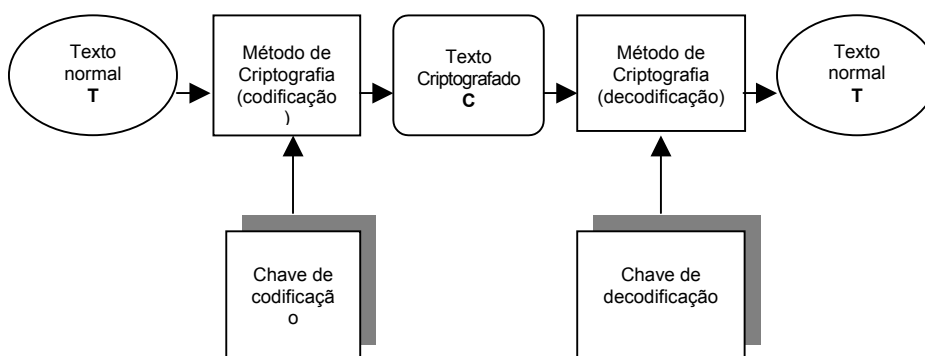 Texto
normal
T
Método de
Criptografia
(codificação
)
Texto
Criptografado
C
Método de
Criptografia
(decodificação)
Texto
normal
T
Chave de
codificaçã
o
Chave de
decodificação